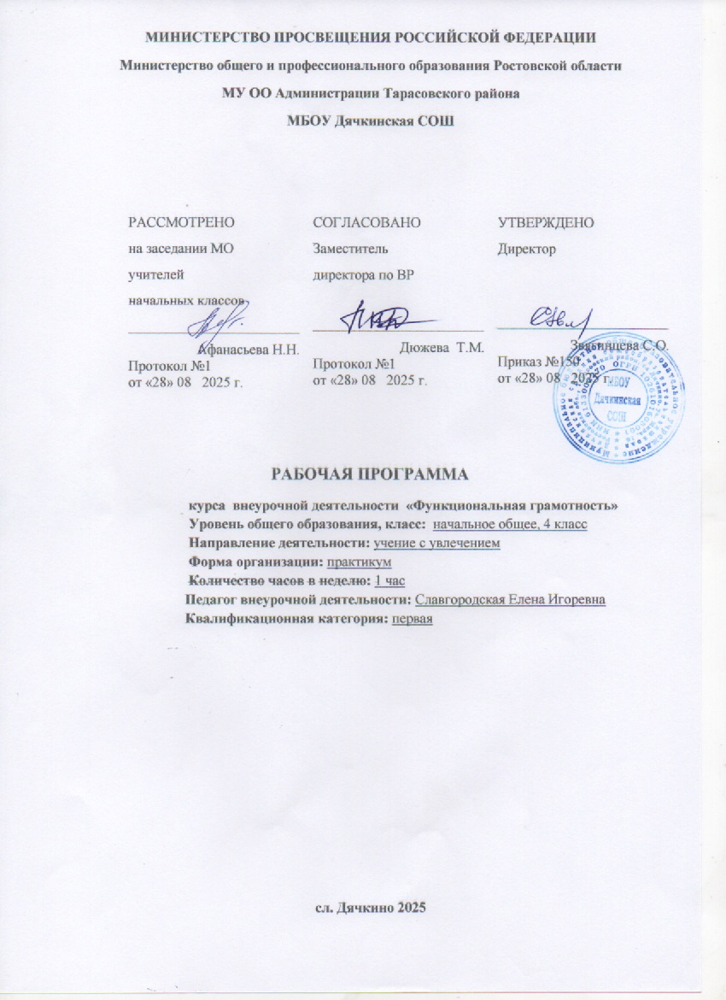 МИНИСТЕРСТВО ПРОСВЕЩЕНИЯ РОССИЙСКОЙ ФЕДЕРАЦИИ
Министерство общего и профессионального образования Ростовской области
МУ ОО Администрации Тарасовского района
МБОУ Дячкинская СОШ
РАССМОТРЕНО
на заседании МО
учителей
начальных классов
Афанасьева Н.Н.
Протокол №1
от «28» 08 2025 г.
СОГЛАСОВАНО
Заместитель
директора по ВР
Дюжева Т.М.
Протокол №1
от «28» 08 2025 г.
УТВЕРЖДЕНО
Директор
С.О.
Приказ №150
от «28» 08 2025 г.
МБОУ
Дячкинская
СОШ
РАБОЧАЯ ПРОГРАММА
курса внеурочной деятельности «Функциональная грамотность»
Уровень общего образования, класс: начальное общее, 4 класс
Направление деятельности: учение с увлечением
Форма организации: практикум
Количество часов в неделю: 1 час
Педагог внеурочной деятельности: Славгородская Елена Игоревна
Квалификационная категория: первая
сл. Дячкино 2025